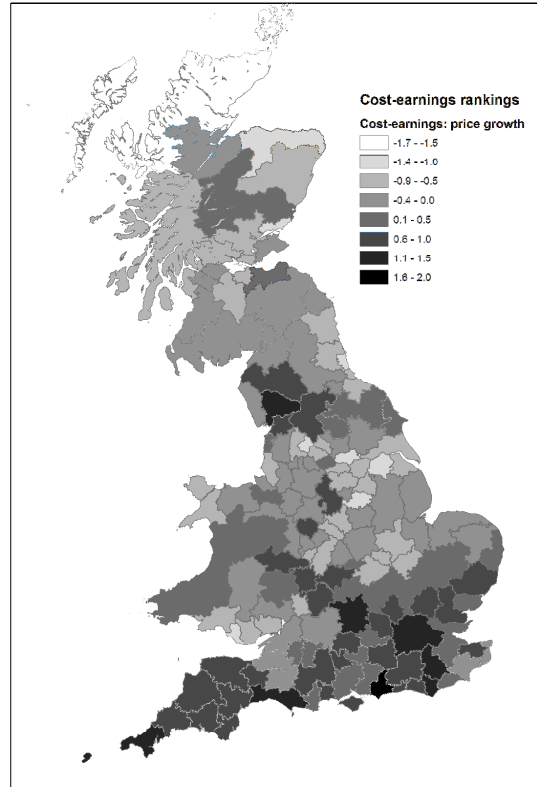 Cost-earnings rankings
Cost-earnings: price growth
-1.7 - -1.5
-1.4 - -1.0
-0.9 - -0.5
-0.4 - 0.0
0.1 - 0.5
0.6 - 1.0
1.1 - 1.5
1.6 - 2.0